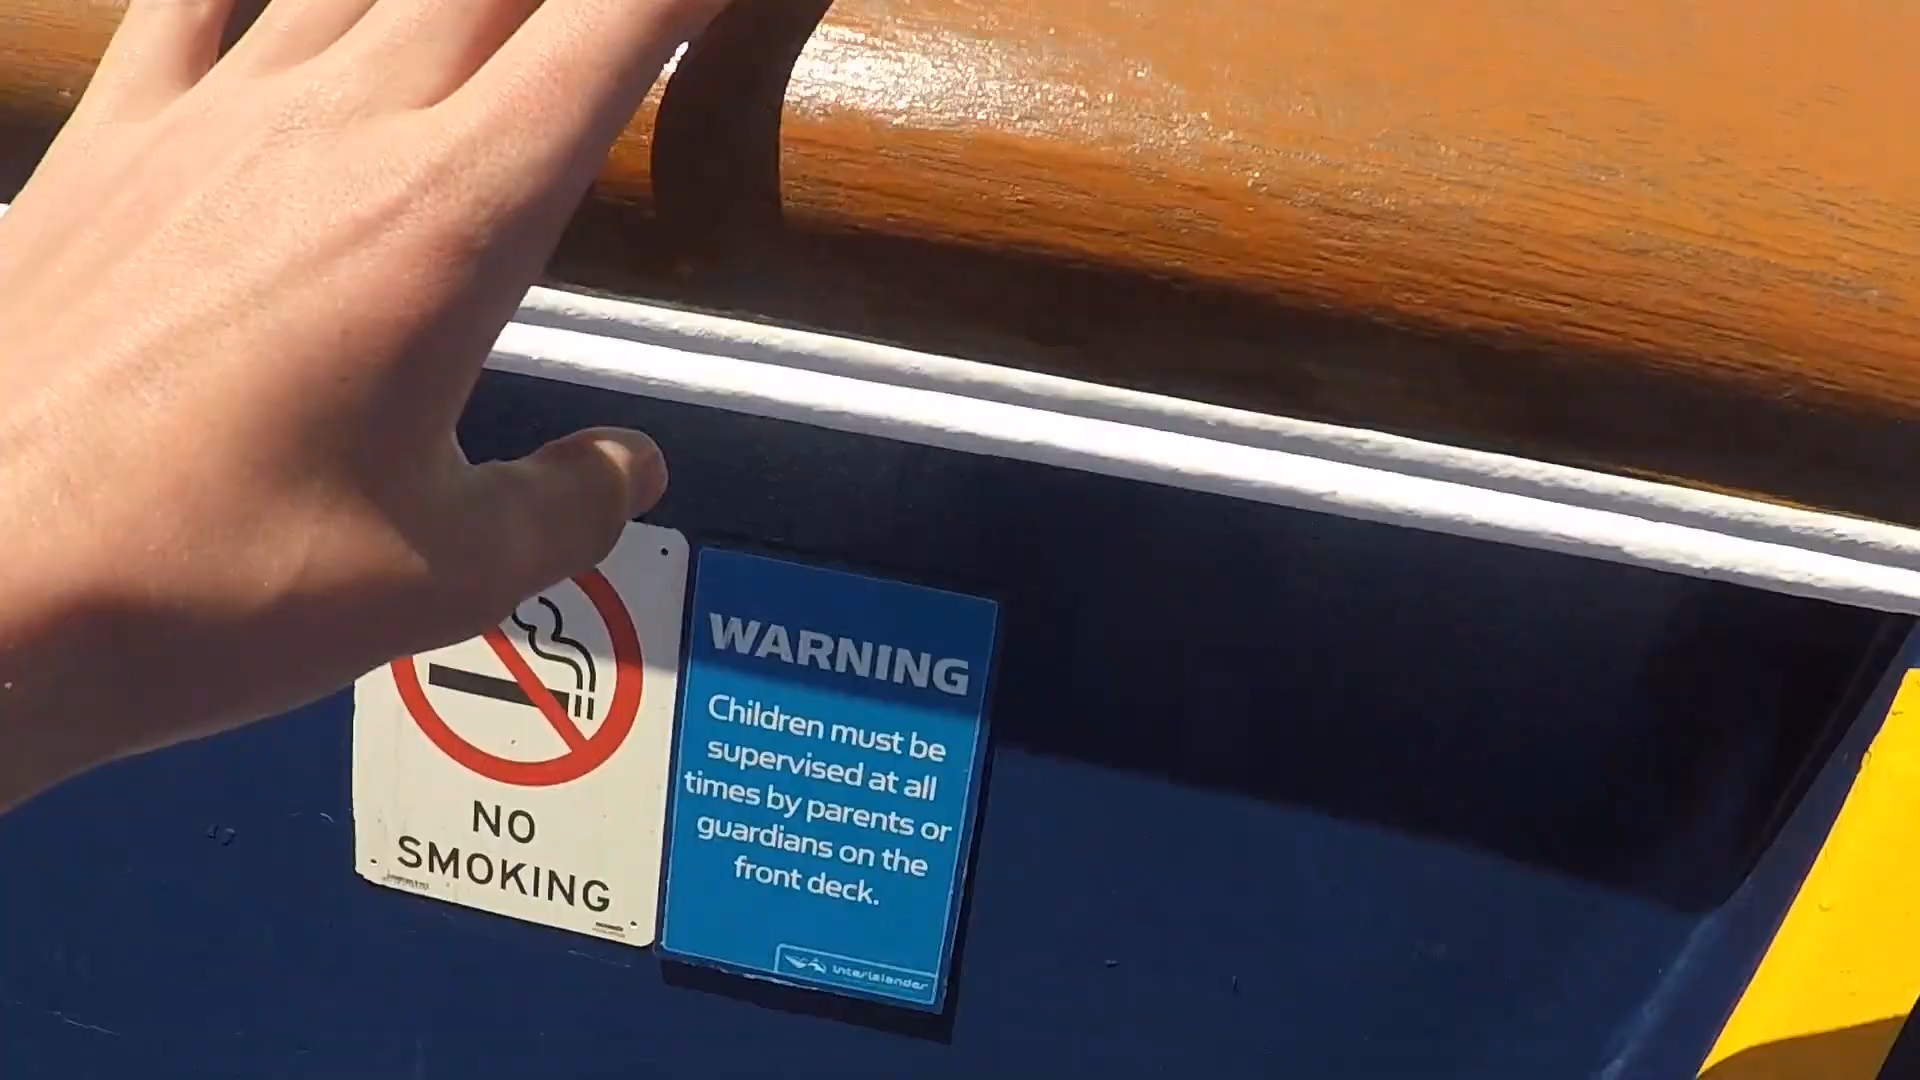 NO
SMOKING
WARNING
Children must be
supervised at all
times by parents or
guardians on the
front deck.
Interislander